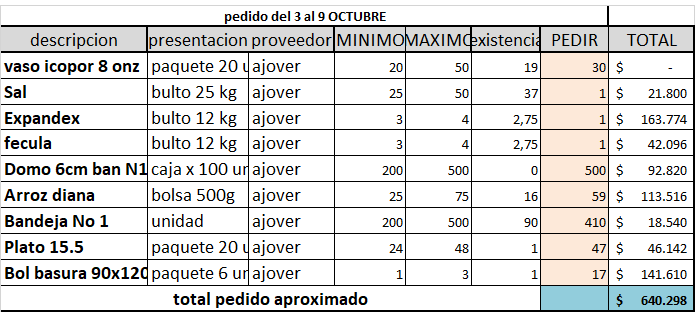 pedido del 3 al 9 OCTUBRE
descripcion presentacion proveedor MINIMO MAXIMO existencia PEDIR TOTAL
vaso icopor 8 onz paquete 20 u ajover 20 50 19 30 $ -
Sal bulto 25 kg ajover 25 50 37 1 $ 21.800
Expandex bulto 12 kg ajover 3 4 2,75 1 $ 163.774
fecula bulto 12 kg ajover 3 4 2,75 1 $ 42.096
Domo 6cm ban N1 caja x 100 un ajover 200 500 0 500 $ 92.820
Arroz diana bolsa 500g ajover 25 75 16 59 $ 113.516
Bandeja No 1 unidad ajover 200 500 90 410 $ 18.540
Plato 15.5 paquete 20 u ajover 24 48 1 47 $ 46.142
Bol basura 90x120 paquete 6 un ajover 1 3 1 17 $ 141.610
total pedido aproximado $ 640.298